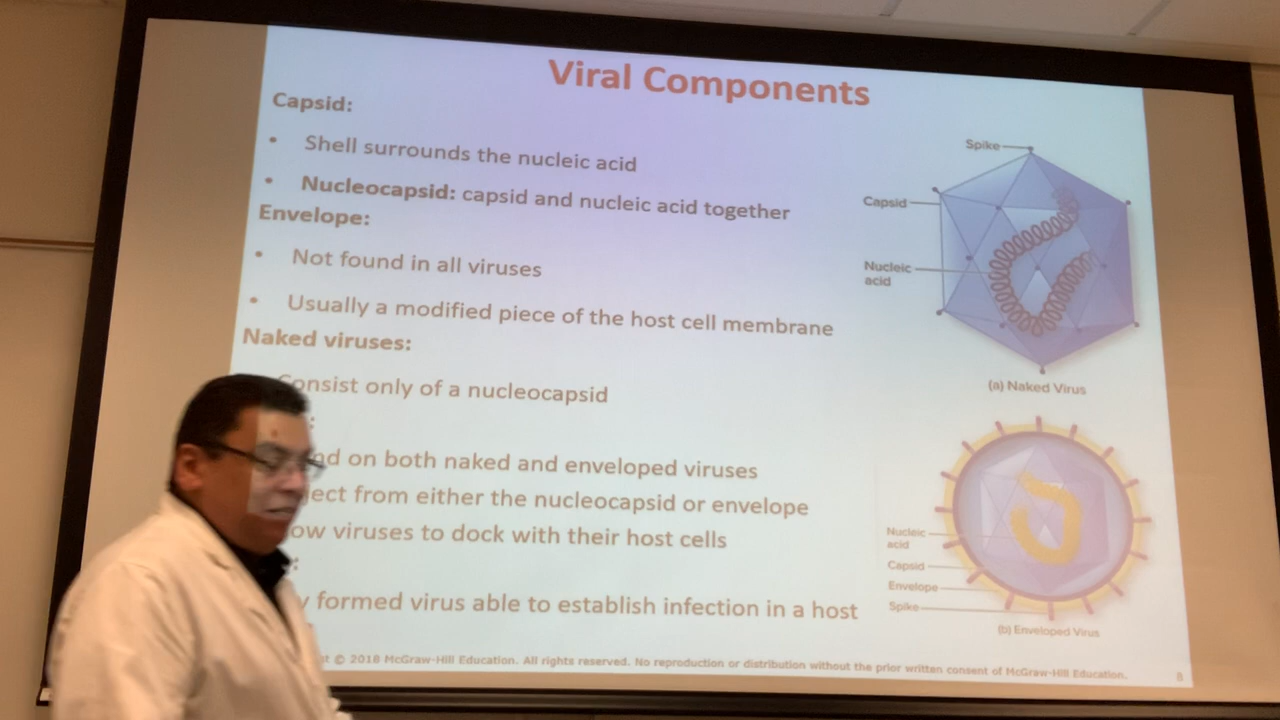 Viral Components
Capsid:
• Shell surrounds the nucleic acid
• Nucleocapsid: capsid and nucleic acid together
Envelope:
• Not found in all viruses
• Usually a modified piece of the host cell membrane
Naked viruses:
Consist only of a nucleocapsid
:
on both naked and enveloped viruses
from either the nucleocapsid or envelope
viruses to dock with their host cells
:
formed virus able to establish infection in a host
© 2018 McGraw-Hill Education. All rights reserved. No reproduction or distribution without the prior written consent of McGraw-Hill Education.
8
Spike
Capsid
Nucleic
acid
(a) Naked Virus
Nucleic
acid
Capsid
Envelope
Spike
(b) Enveloped Virus